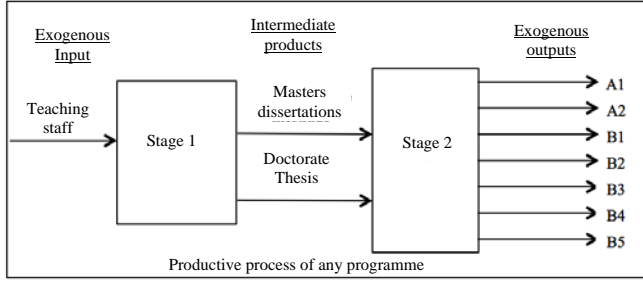 Exogenous
Input
Intermediate
products
Exogenous
outputs
Teaching
staff
Stage 1
Masters
dissertations
Doctorate
Thesis
Stage 2
A1
A2
B1
B2
B3
B4
B5
Productive process of any programme